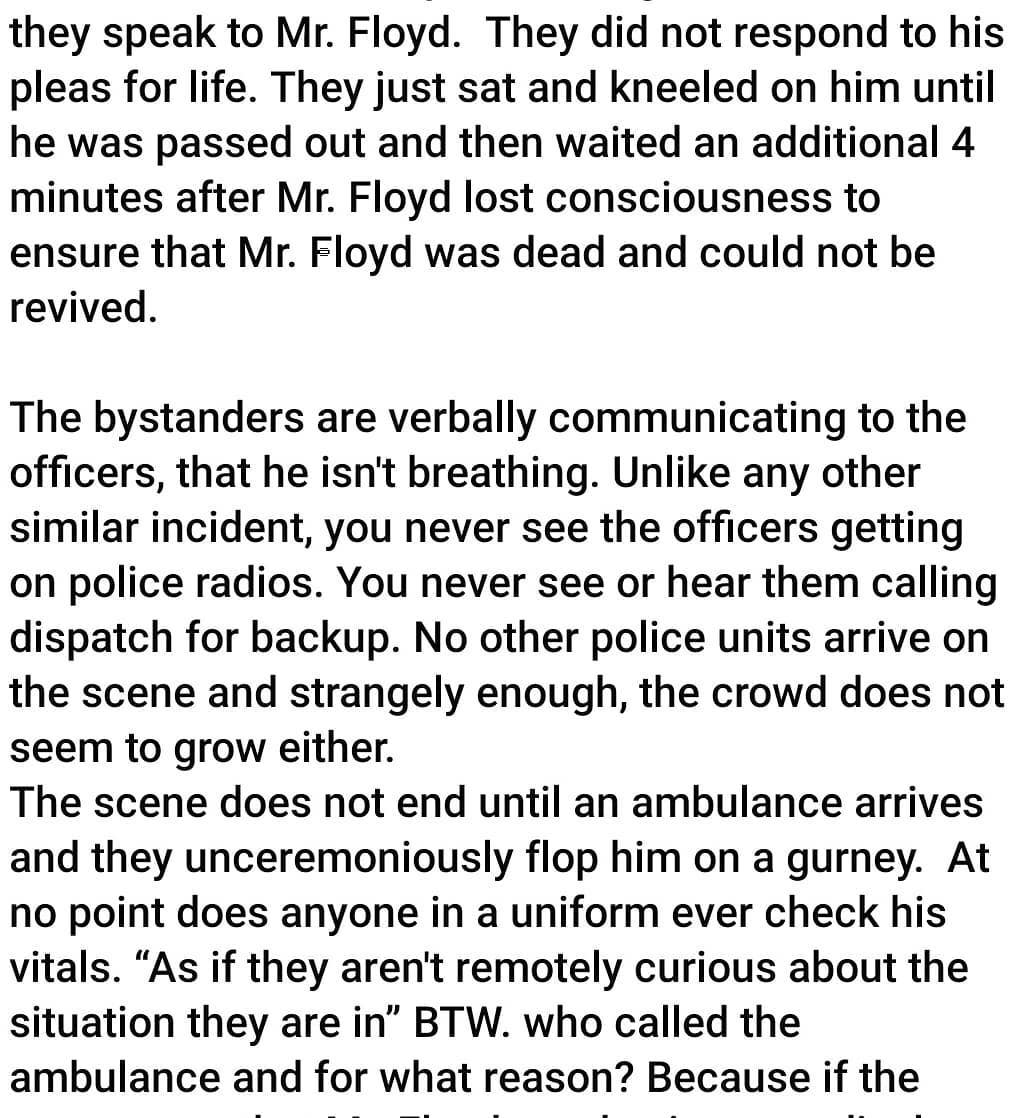 they speak to Mr. Floyd.  They did not respond to his
pleas for life. They just sat and kneeled on him until
he was passed out and then waited an additional 4
minutes after Mr. Floyd lost consciousness to
ensure that Mr. Floyd was dead and could not be
revived.

The bystanders are verbally communicating to the
officers, that he isn't breathing. Unlike any other
similar incident, you never see the officers getting
on police radios. You never see or hear them calling
dispatch for backup. No other police units arrive on
the scene and strangely enough, the crowd does not
seem to grow either.
The scene does not end until an ambulance arrives
and they unceremoniously flop him on a gurney.  At
no point does anyone in a uniform ever check his
vitals. “As if they aren't remotely curious about the
situation they are in” BTW. who called the
ambulance and for what reason? Because if the